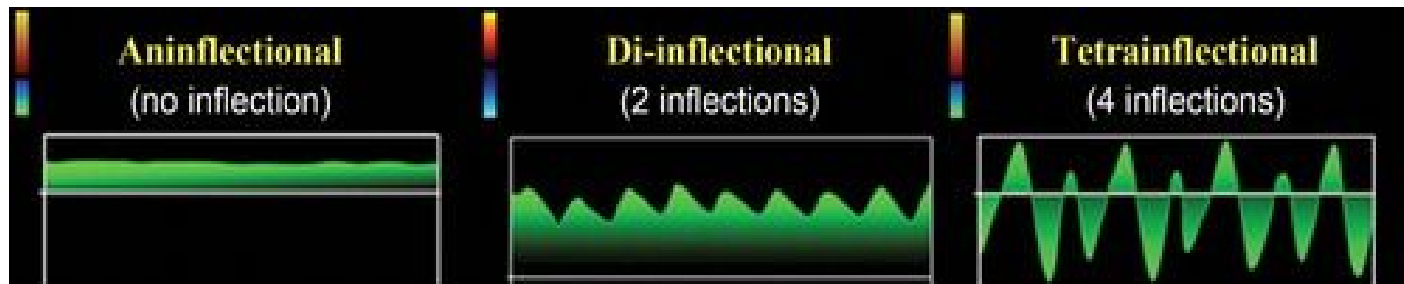 Aninflectional
(no inflection)
Di-inflectional
(2 inflections)
Tetrainflectional
(4 inflections)